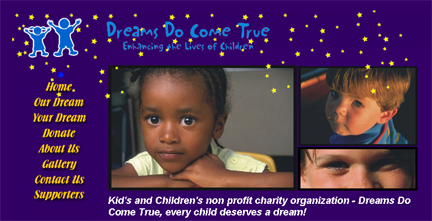 Dreams Do Come True
Enhancing the Lives of Children
Home
Our Dream
Your Dream
Donate
About Us
Gallery
Contact Us
Supporters
Kid's and Children's non profit charity organization - Dreams Do
Come True, every child deserves a dream!